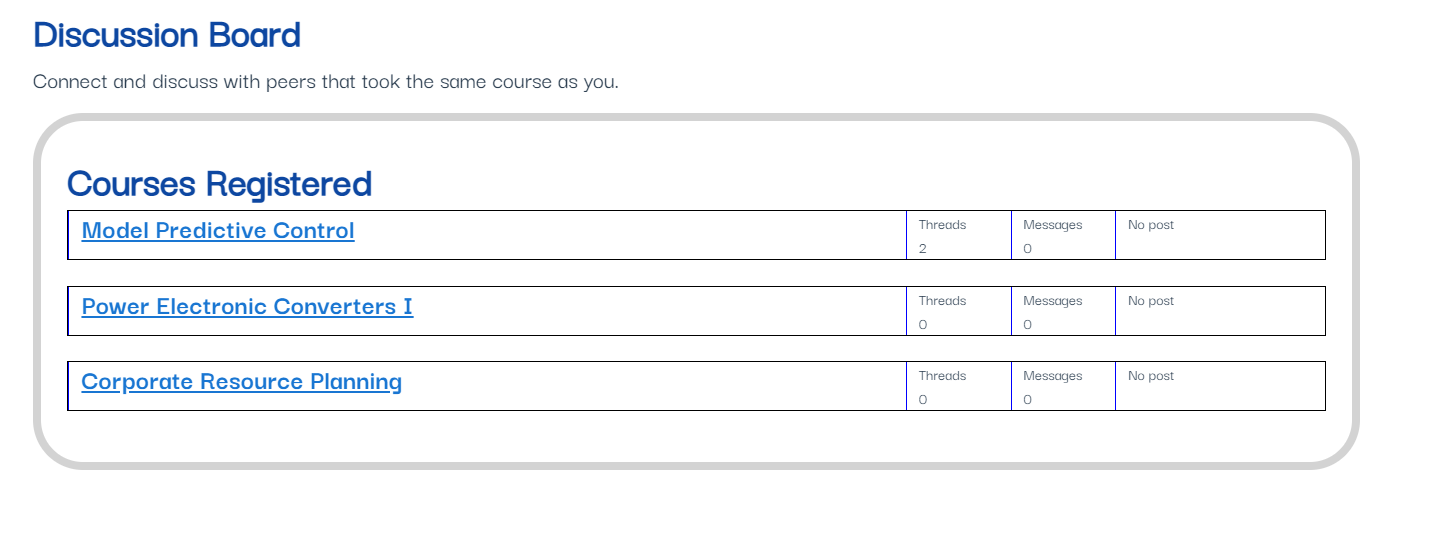 Discussion Board
Connect and discuss with peers that took the same course as you.
Courses Registered
Model Predictive Control
Threads
2
Messages
0
No post
Power Electronic Converters I
Threads
0
Messages
0
No post
Corporate Resource Planning
Threads
0
Messages
0
No post